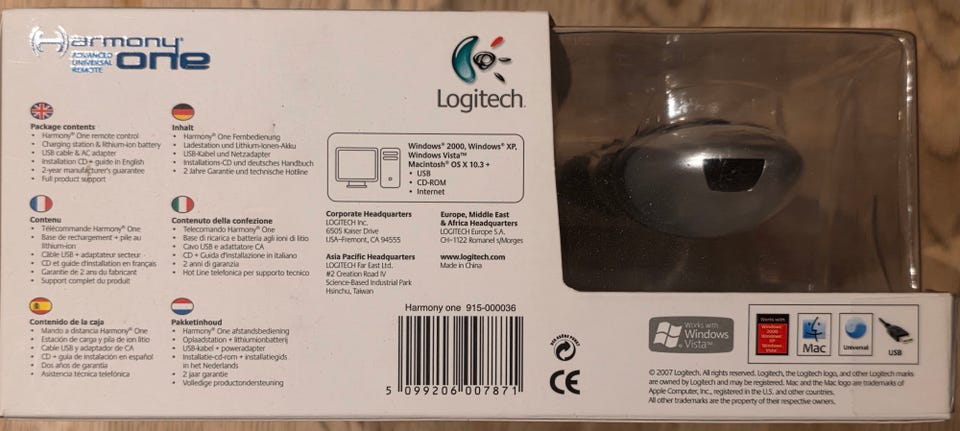 Harmony®
one
ADVANCED
UNIVERSAL
REMOTE
Logitech
Package contents
• Harmony® One remote control
• Charging station & lithium-ion battery
• USB cable & AC adapter
• Installation CD + guide in English
• 2-year manufacturer's guarantee
• Full product support
Inhalt
• Harmony® One Fernbedienung
• Ladestation und Lithium-Ionen-Akku
• USB-Kabel und Netzadapter
• Installations-CD und deutsches Handbuch
• 2 Jahre Garantie und technische Hotline
Contenu
• Télécommande Harmony® One
• Base de rechargement + pile au
lithium-ion
• Câble USB + adaptateur secteur
• CD et guide d'installation en français
• Garantie de 2 ans du fabricant
• Support complet du produit
Contenuto della confezione
• Telecomando Harmony® One
• Base di ricarica e batteria agli ioni di litio
• Cavo USB e adattatore CA
• CD + Guida d'installazione in italiano
• 2 anni di garanzia
• Hot Line telefonica per supporto tecnico
Contenido de la caja
• Mando a distancia Harmony® One
• Estación de carga y pila de ion litio
• Cable USB y adaptador de CA
• CD + guía de instalación en español
• Dos años de garantía
• Asistencia técnica telefónica
Pakketinhoud
• Harmony® One afstandsbediening
• Oplaadstation + lithiumionbatterij
• USB-kabel + poweradapter
• Installatie-cd-rom + installatiegids
in het Nederlands
• 2 jaar garantie
• Volledige productondersteuning
Windows® 2000, Windows® XP,
Windows Vista™
Macintosh® OS X 10.3 +
• USB
• CD-ROM
• Internet
Corporate Headquarters
LOGITECH Inc.
6505 Kaiser Drive
USA–Fremont, CA 94555
Europe, Middle East
& Africa Headquarters
LOGITECH Europe S.A.
CH–1122 Romanel s/Morges
Asia Pacific Headquarters
LOGITECH Far East Ltd.
#2 Creation Road IV
Science-Based Industrial Park
Hsinchu, Taiwan
www.logitech.com
Made in China
Harmony one 915-000036
5 099206 007871
CE
Works with
Windows
Vista™
Works with
Windows®
2000
Windows®
XP
Windows
Vista™
Mac
Universal
USB
© 2007 Logitech. All rights reserved. Logitech, the Logitech logo, and other Logitech marks
are owned by Logitech and may be registered. Mac and the Mac logo are trademarks of
Apple Computer, Inc., registered in the U.S. and other countries.
All other trademarks are the property of their respective owners.